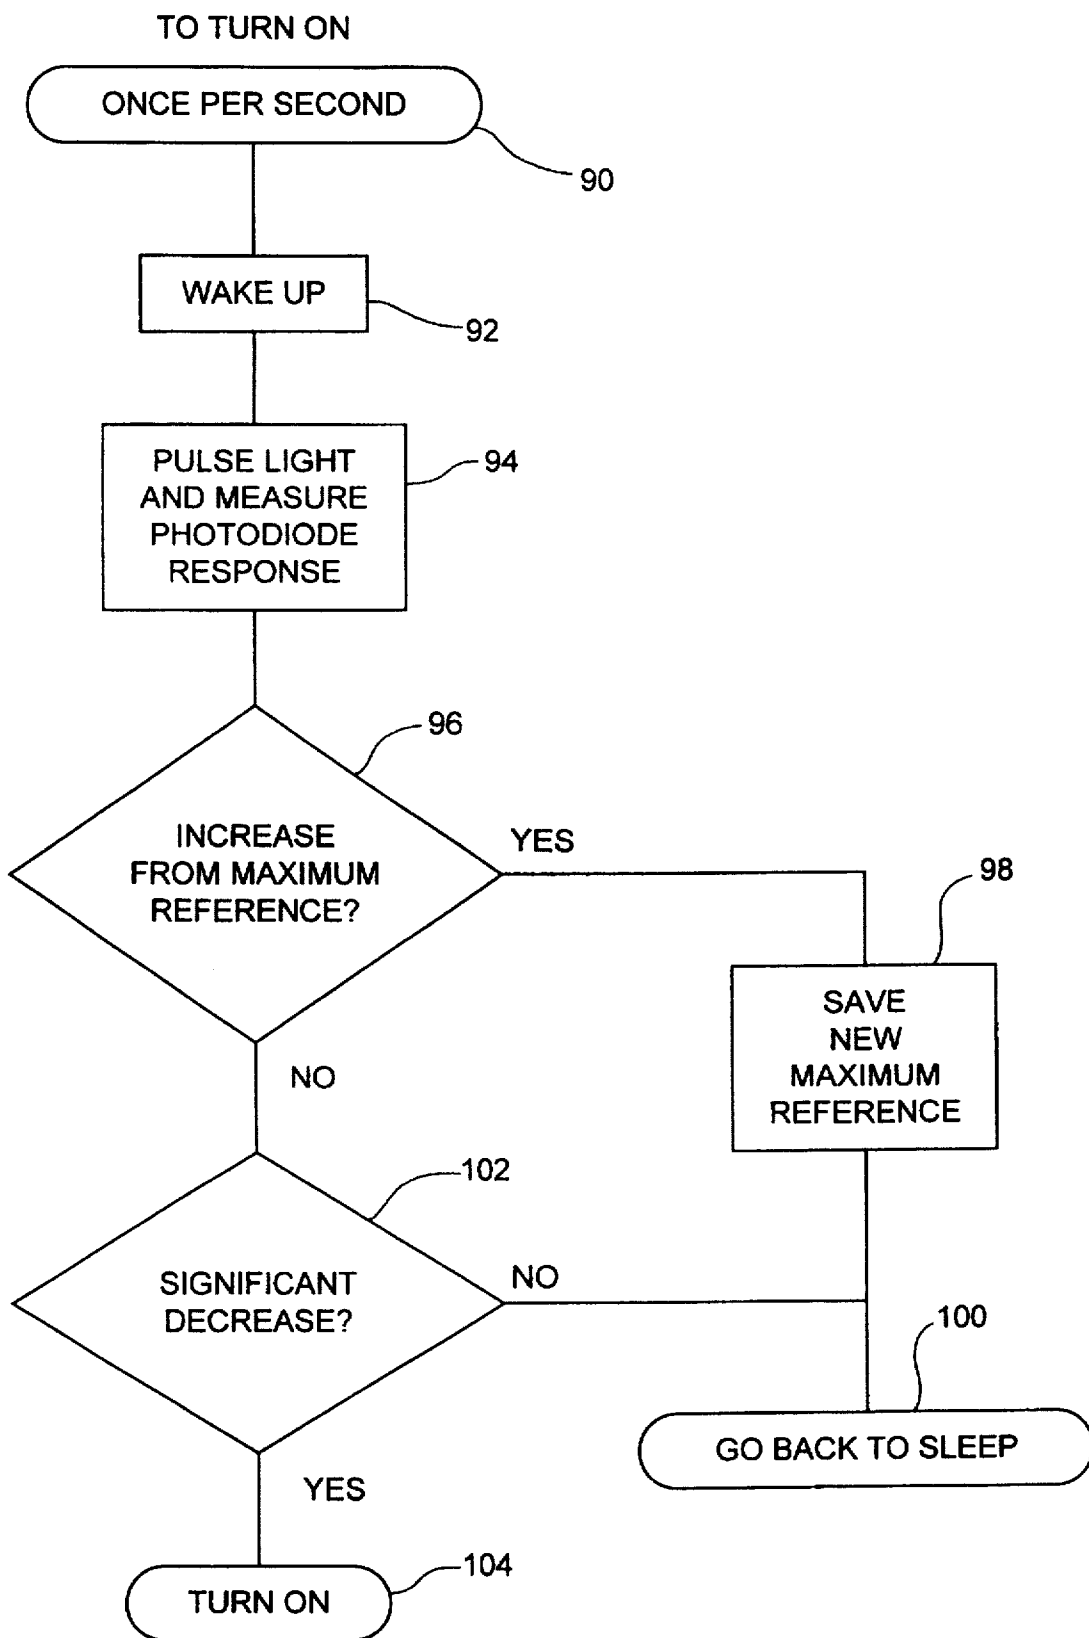 TO TURN ON
ONCE PER SECOND
90
WAKE UP
92
PULSE LIGHT
AND MEASURE
PHOTODIODE
RESPONSE
94
96
INCREASE
FROM MAXIMUM
REFERENCE?
YES
98
SAVE
NEW
MAXIMUM
REFERENCE
NO
102
SIGNIFICANT
DECREASE?
NO
100
GO BACK TO SLEEP
YES
104
TURN ON